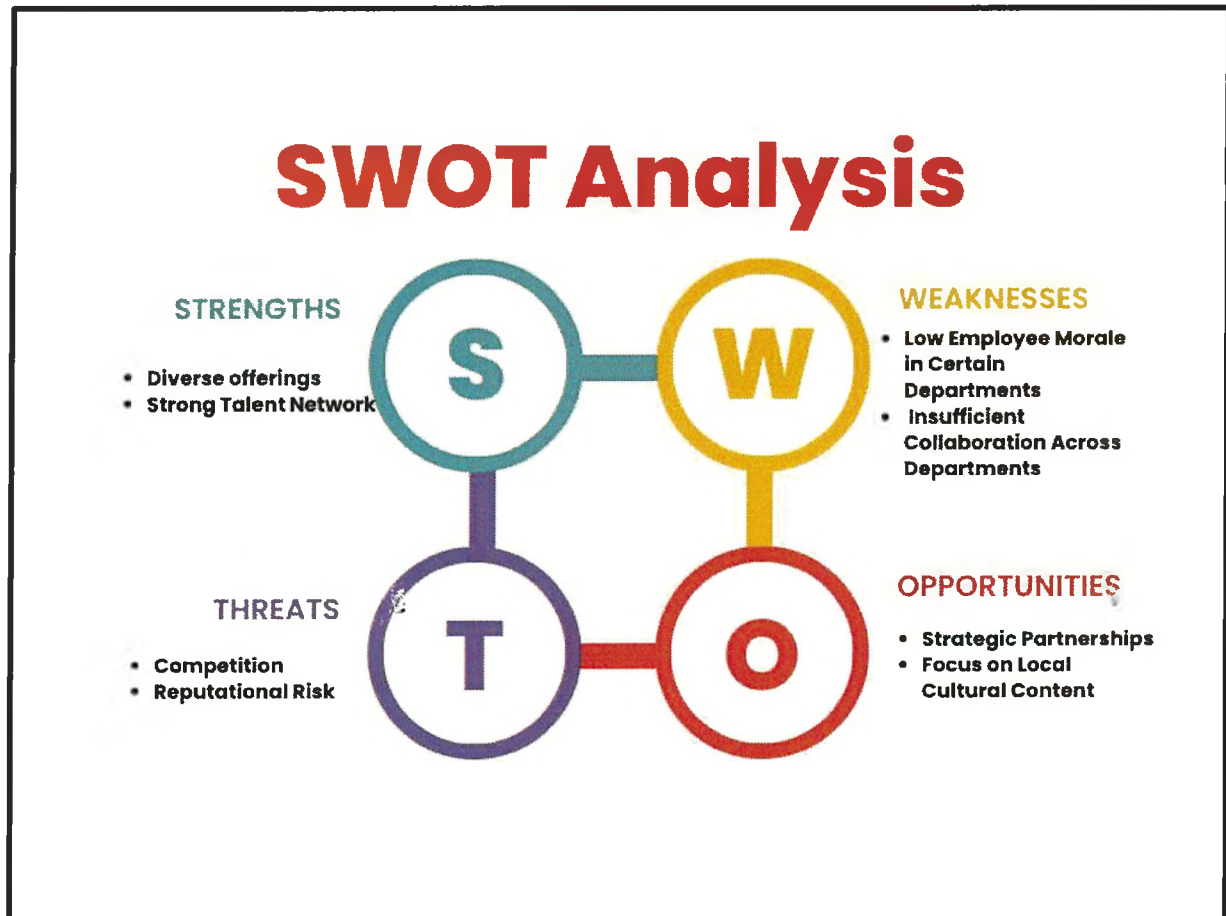 SWOT Analysis
STRENGTHS
• Diverse offerings
• Strong Talent Network
S
W
WEAKNESSES
• Low Employee Morale
in Certain
Departments
• Insufficient
Collaboration Across
Departments
THREATS
• Competition
• Reputational Risk
T
O
OPPORTUNITIES
• Strategic Partnerships
• Focus on Local
Cultural Content